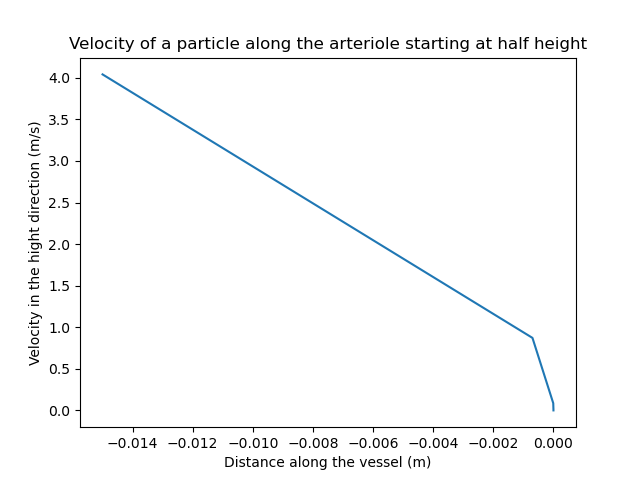 Velocity of a particle along the arteriole starting at half height
Velocity in the hight direction (m/s)
4.0
3.5
3.0
2.5
2.0
1.5
1.0
0.5
0.0
−0.014 −0.012 −0.010 −0.008 −0.006 −0.004 −0.002 0.000
Distance along the vessel (m)